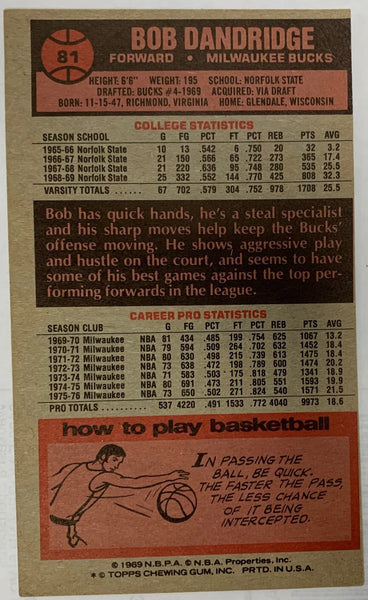 81
BOB DANDRIDGE
FORWARD • MILWAUKEE BUCKS
HEIGHT: 6'6" WEIGHT: 195 SCHOOL: NORFOLK STATE
DRAFTED: BUCKS #4-1969 ACQUIRED: VIA DRAFT
BORN: 11-15-47, RICHMOND, VIRGINIA HOME: GLENDALE, WISCONSIN
COLLEGE STATISTICS
SEASON SCHOOL G FG PCT FT PCT REB PTS AVG
1965-66 Norfolk State 10 13 .542 6 .750 20 32 3.2
1966-67 Norfolk State 21 150 .566 65 .722 273 365 17.4
1967-68 Norfolk State 21 220 .636 95 .280 535 25.5
1968-69 Norfolk State 25 332 .552 144 .774 425 808 32.3
VARSITY TOTALS 67 702 .579 304 .752 978 1708 25.5
Bob has quick hands, he's a steal specialist
and his sharp moves help keep the Bucks'
offense moving. He shows aggressive play
and hustle on the court, and seems to have
some of his best games against the top per-
forming forwards in the league.
CAREER PRO STATISTICS
SEASON CLUB G FG PCT FT PCT REB PTS AVG
1969-70 Milwaukee NBA 81 434 .485 199 .754 625 1067 13.2
1970-71 Milwaukee NBA 79 594 .509 264 .702 632 1452 18.4
1971-72 Milwaukee NBA 80 630 .498 215 .739 613 1475 18.4
1972-73 Milwaukee NBA 73 638 .472 198 .789 600 1474 20.2
1973-74 Milwaukee NBA 71 583 .503 175 .818 479 1341 18.9
1974-75 Milwaukee NBA 80 691 .473 211 .805 551 1593 19.9
1975-76 Milwaukee NBA 73 650 .502 271 .824 540 1571 21.5
PRO TOTALS 537 4220 .491 1533 .772 4040 9973 18.6
how to play basketball
IN PASSING THE
BALL, BE QUICK.
THE FASTER THE PASS,
THE LESS CHANCE
OF IT BEING
INTERCEPTED.
© 1969 N.B.P.A. © N.B.A. Properties, Inc.
* © TOPPS CHEWING GUM, INC. PRTD. IN U.S.A.